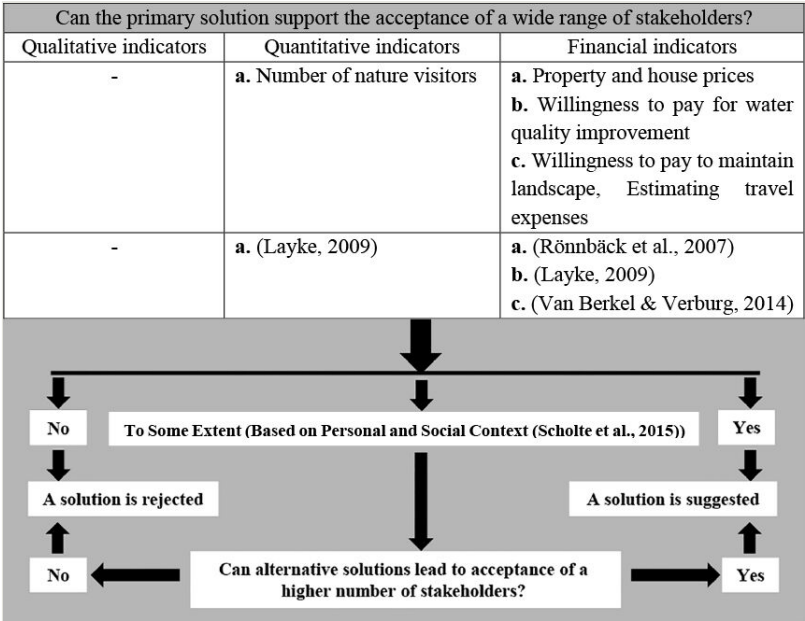 Can the primary solution support the acceptance of a wide range of stakeholders?
Qualitative indicators
Quantitative indicators
Financial indicators
-
a. Number of nature visitors
a. Property and house prices
b. Willingness to pay for water
quality improvement
c. Willingness to pay to maintain
landscape, Estimating travel
expenses
-
a. (Layke, 2009)
a. (Rönnbäck et al., 2007)
b. (Layke, 2009)
c. (Van Berkel & Verburg, 2014)
No
To Some Extent (Based on Personal and Social Context (Scholte et al., 2015))
Yes
A solution is rejected
A solution is suggested
No
Can alternative solutions lead to acceptance of a
higher number of stakeholders?
Yes